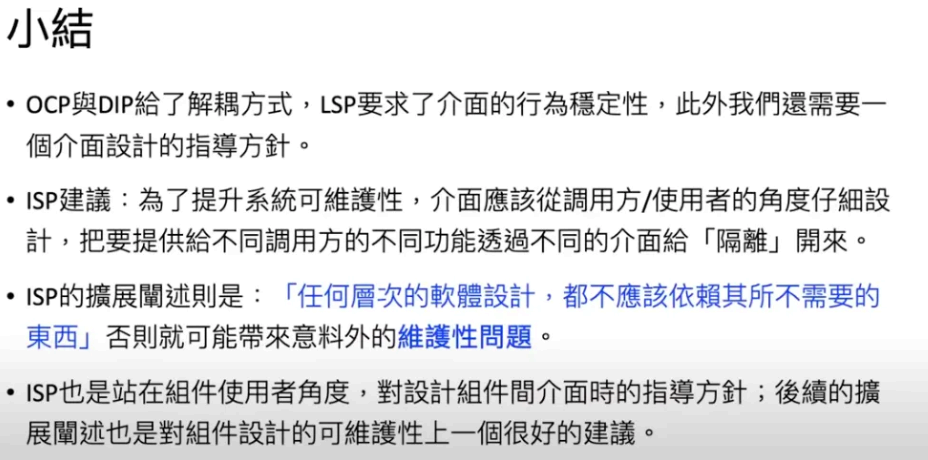 小結
• OCP與DIP給了解耦方式，LSP要求了介面的行為穩定性，此外我們還需要一
個介面設計的指導方針。
• ISP建議：為了提升系統可維護性，介面應該從調用方/使用者的角度仔細設
計，把要提供給不同調用方的不同功能透過不同的介面給「隔離」開來。
• ISP的擴展闡述則是：「任何層次的軟體設計，都不應該依賴其所不需要的
東西」否則就可能帶來意料外的維護性問題。
• ISP也是站在組件使用者角度，對設計組件間介面時的指導方針；後續的擴
展闡述也是對組件設計的可維護性上一個很好的建議。